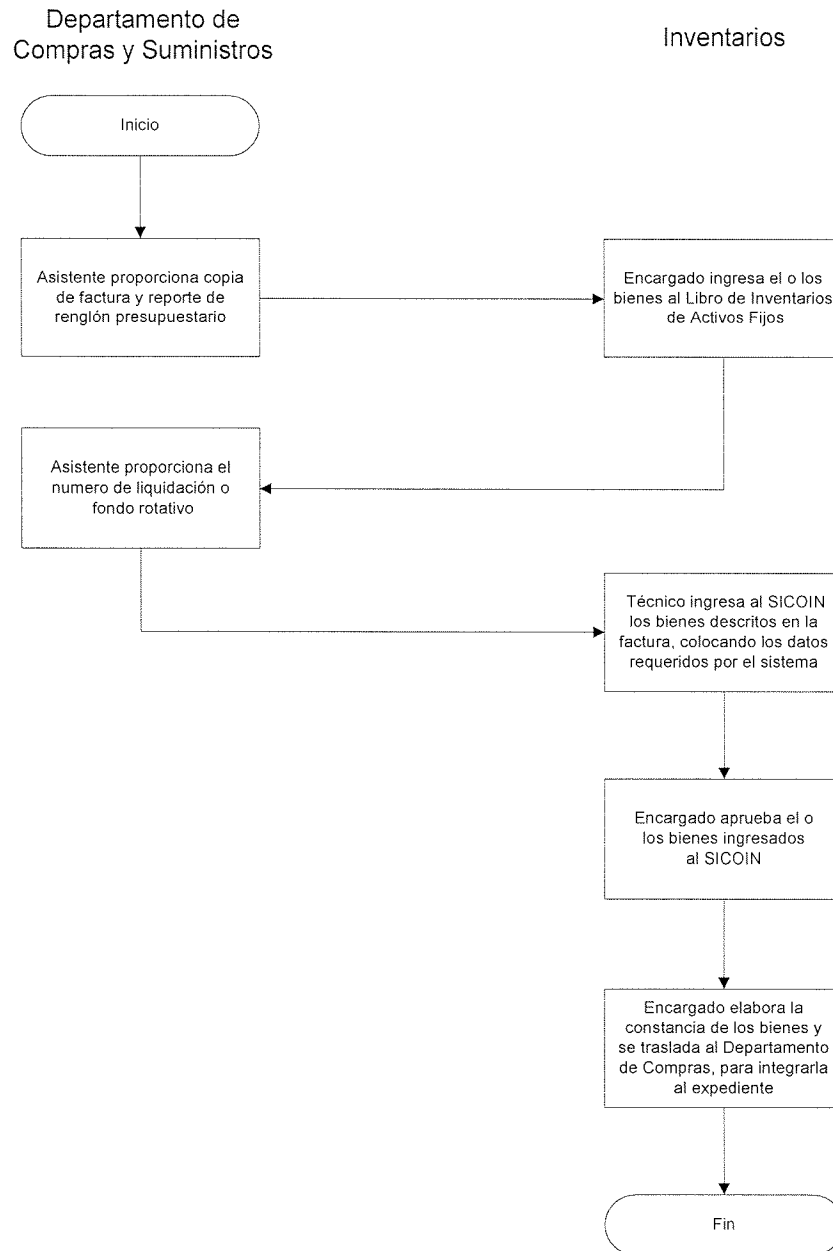 Departamento de
Compras y Suministros
Inventarios
Inicio
Asistente proporciona copia
de factura y reporte de
renglón presupuestario
Encargado ingresa el o los
bienes al Libro de Inventarios
de Activos Fijos
Asistente proporciona el
numero de liquidación o
fondo rotativo
Técnico ingresa al SICOIN
los bienes descritos en la
factura, colocando los datos
requeridos por el sistema
Encargado aprueba el o
los bienes ingresados
al SICOIN
Encargado elabora la
constancia de los bienes y
se traslada al Departamento
de Compras, para integrarla
al expediente
Fin